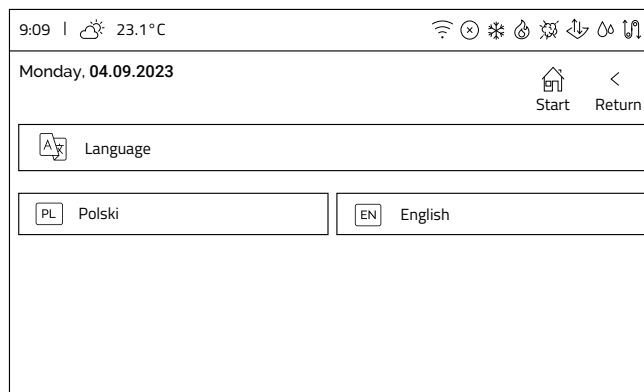 9:09 | 23.1°C
Monday, 04.09.2023
Start
Return
Language
PL Polski
EN English